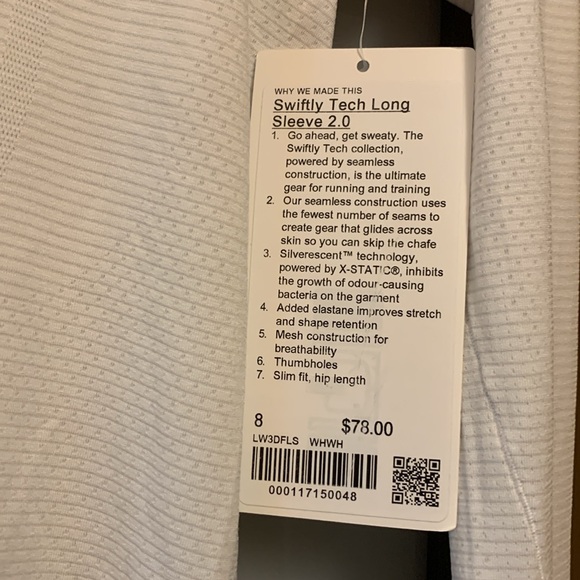 WHY WE MADE THIS
Swiftly Tech Long
Sleeve 2.0
1. Go ahead, get sweaty. The
Swiftly Tech collection,
powered by seamless
construction, is the ultimate
gear for running and training
2. Our seamless construction uses
the fewest number of seams to
create gear that glides across
skin so you can skip the chafe
3. Silverescent™ technology,
powered by X-STATIC®, inhibits
the growth of odour-causing
bacteria on the garment
4. Added elastane improves stretch
and shape retention
5. Mesh construction for
breathability
6. Thumbholes
7. Slim fit, hip length
8 $78.00
LW3DFLS WHWH
000117150048